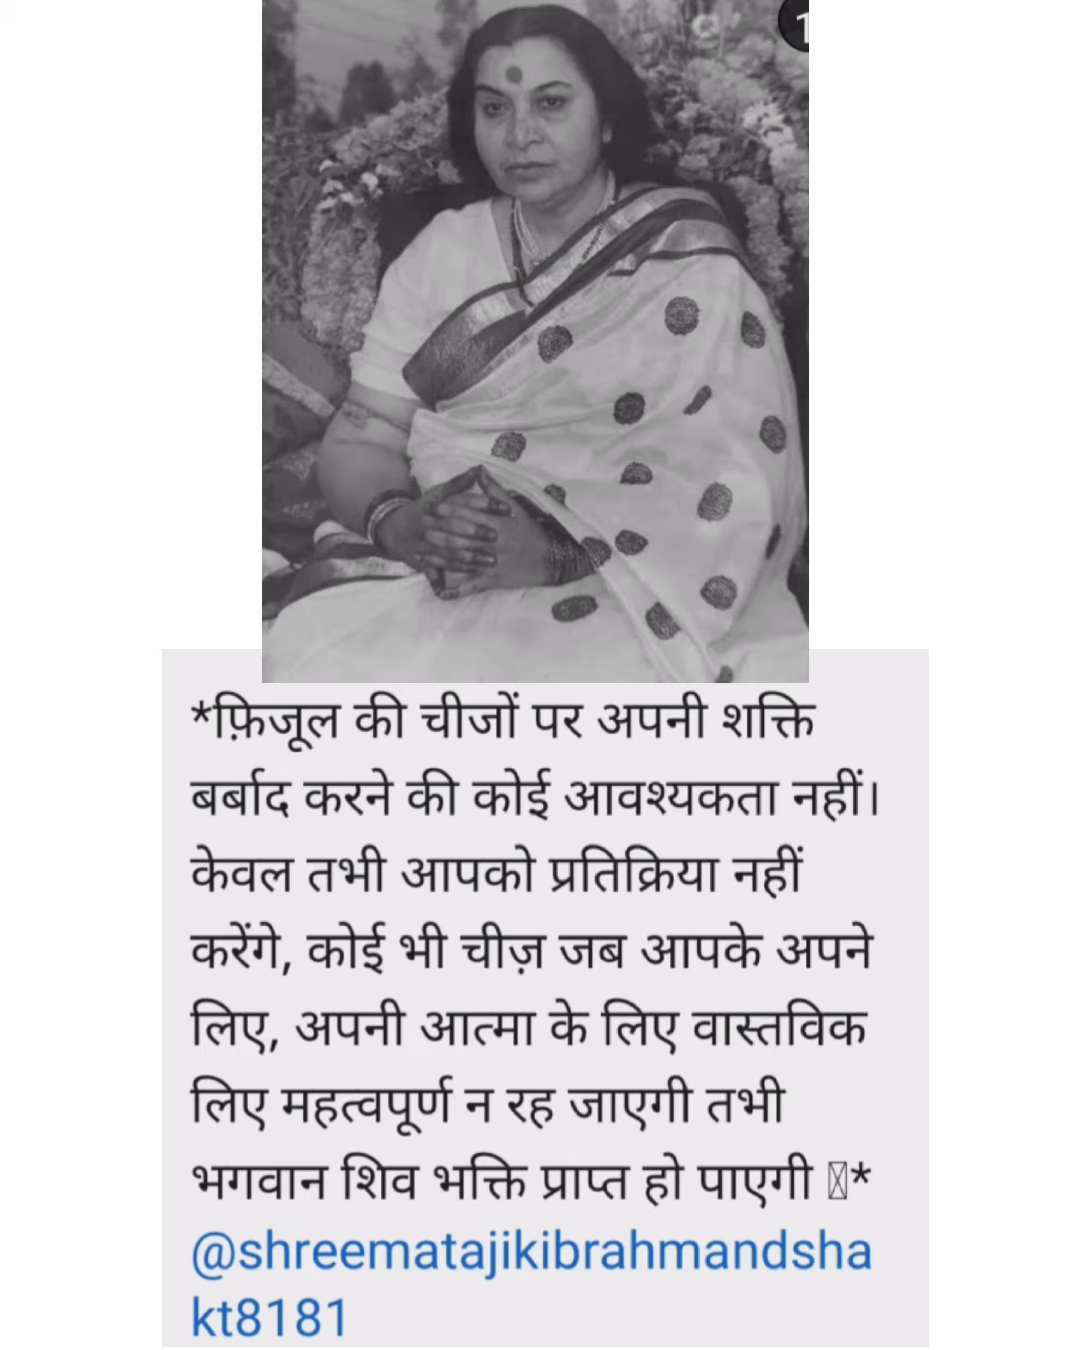 1
*फ़िजूल की चीजों पर अपनी शक्ति
बर्बाद करने की कोई आवश्यकता नहीं।
केवल तभी आपको प्रतिक्रिया नहीं
करेंगे, कोई भी चीज़ जब आपके अपने
लिए, अपनी आत्मा के लिए वास्तविक
लिए महत्वपूर्ण न रह जाएगी तभी
भगवान शिव भक्ति प्राप्त हो पाएगी *
@shreematajikibrahmandsha
kt8181